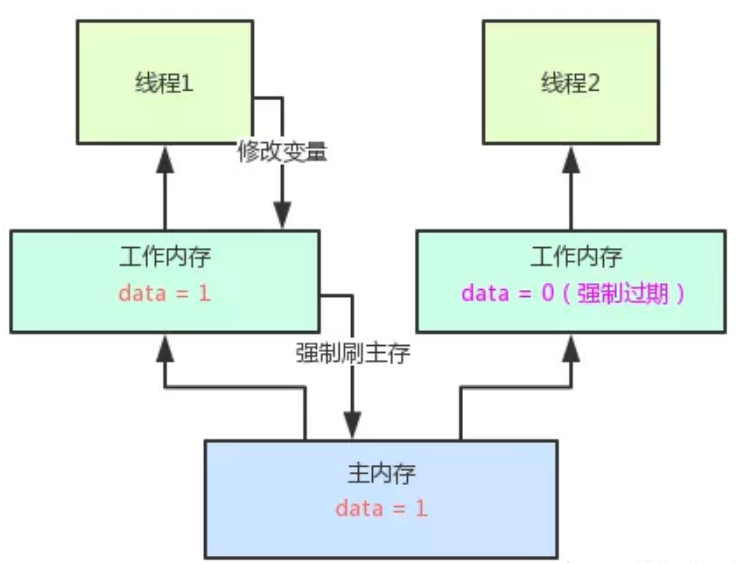 线程1
线程2
修改变量
工作内存
data = 1
工作内存
data = 0（强制过期）
强制刷主存
主内存
data = 1